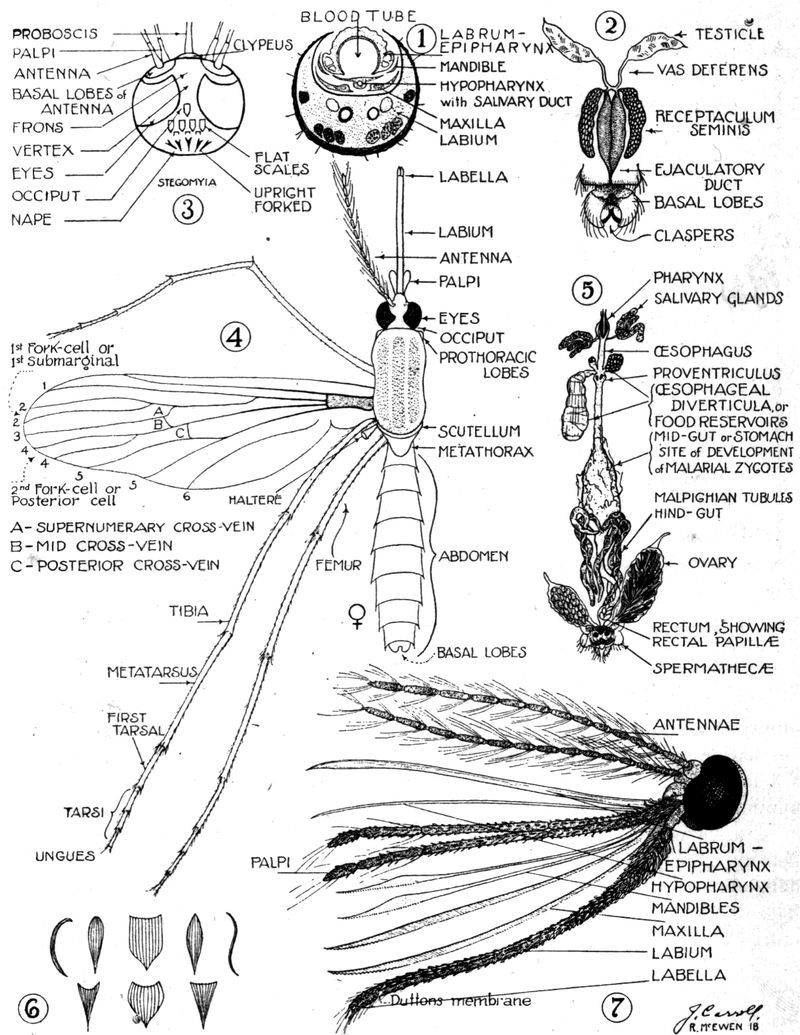 BLOOD TUBE
1
LABRUM-
EPIPHARYNX
MANDIBLE
HYPOPHARYNX
with SALIVARY DUCT
MAXILLA
LABIUM
2
TESTICLE
VAS DEFERENS
RECEPTACULUM
SEMINIS
EJACULATORY
DUCT
BASAL LOBES
CLASPERS
PROBOSCIS
PALPI
ANTENNA
BASAL LOBES of
ANTENNA
FRONS
VERTEX
EYES
OCCIPUT
NAPE
CLYPEUS
FLAT
SCALES
UPRIGHT
FORKED
STEGOMYIA
3
LABELLA
LABIUM
ANTENNA
PALPI
EYES
OCCIPUT
PROTHORACIC
LOBES
SCUTELLUM
METATHORAX
ABDOMEN
♀
BASAL LOBES
4
1st Fork-cell or
1st Submarginal
1
2
2
3
4
4
5
5
6
A
B
C
2nd Fork-cell or
Posterior cell
HALTERE
A- SUPERNUMERARY CROSS-VEIN
B- MID CROSS-VEIN
C- POSTERIOR CROSS-VEIN
FEMUR
TIBIA
METATARSUS
FIRST
TARSAL
TARSI
UNGUES
5
PHARYNX
SALIVARY GLANDS
ŒSOPHAGUS
PROVENTRICULUS
ŒSOPHAGEAL
DIVERTICULA, or
FOOD RESERVOIRS
MID-GUT or STOMACH
SITE of DEVELOPMENT
of MALARIAL ZYGOTES
MALPIGHIAN TUBULES
HIND-GUT
OVARY
RECTUM, SHOWING
RECTAL PAPILLÆ
SPERMATHECÆ
6
ANTENNAE
PALPI
LABRUM-
EPIPHARYNX
HYPOPHARYNX
MANDIBLES
MAXILLA
LABIUM
LABELLA
Duttons membrane
7
J. Carroll.
R. McEWEN 18